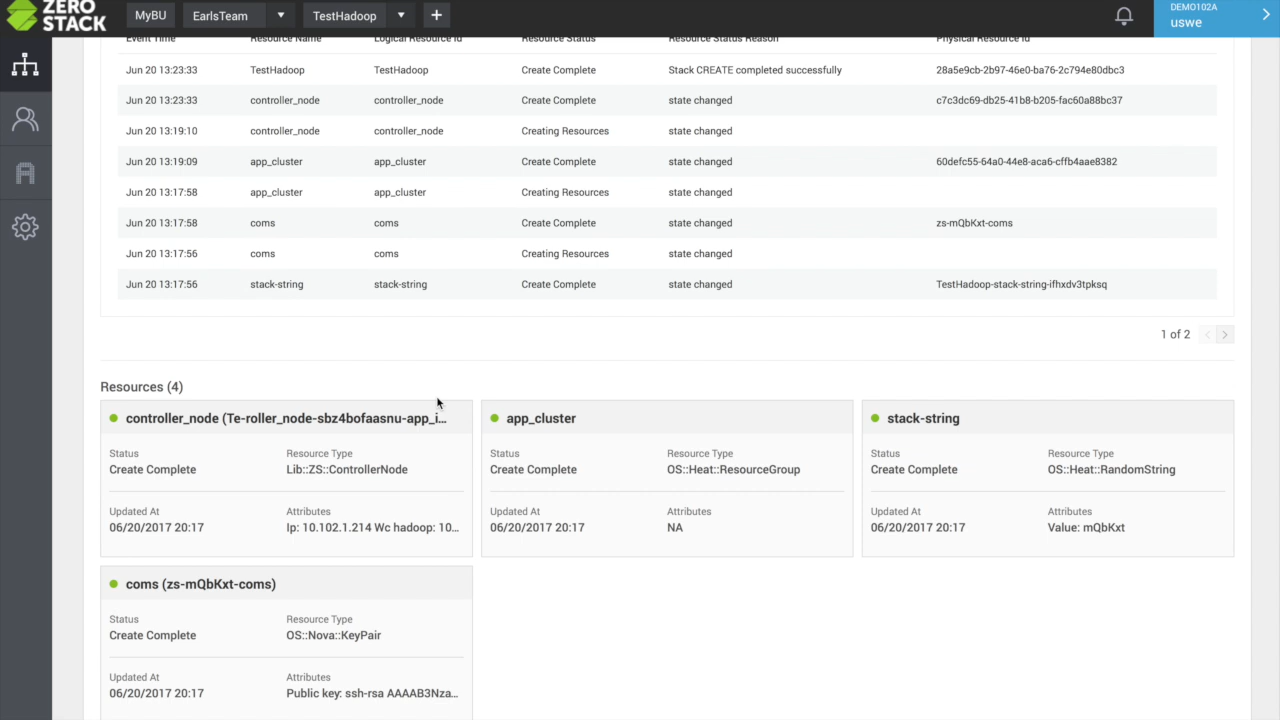 ZERO STACK MyBU EarlsTeam TestHadoop + DEMO102A uswe
Event Time Resource Name Logical Resource Id Resource Status Resource Status Reason Physical Resource Id
Jun 20 13:23:33 TestHadoop TestHadoop Create Complete Stack CREATE completed successfully 28a5e9cb-2b97-46e0-ba76-2c794e80dbc3
Jun 20 13:23:33 controller_node controller_node Create Complete state changed c7c3dc69-db25-41b8-b205-fac60a88bc37
Jun 20 13:19:10 controller_node controller_node Creating Resources state changed
Jun 20 13:19:09 app_cluster app_cluster Create Complete state changed 60defc55-64a0-44e8-aca6-cffb4aae8382
Jun 20 13:17:58 app_cluster app_cluster Creating Resources state changed
Jun 20 13:17:58 coms coms Create Complete state changed zs-mQbKxt-coms
Jun 20 13:17:56 coms coms Creating Resources state changed
Jun 20 13:17:56 stack-string stack-string Create Complete state changed TestHadoop-stack-string-ifhxdv3tpksq
1 of 2 < >
Resources (4)
controller_node (Te-roller_node-sbz4bofaasnu-app_i... app_cluster stack-string
Status Resource Type Status Resource Type Status Resource Type
Create Complete Lib::ZS::ControllerNode Create Complete OS::Heat::ResourceGroup Create Complete OS::Heat::RandomString
Updated At Attributes Updated At Attributes Updated At Attributes
06/20/2017 20:17 Ip: 10.102.1.214 Wc hadoop: 10... 06/20/2017 20:17 NA 06/20/2017 20:17 Value: mQbKxt
coms (zs-mQbKxt-coms)
Status Resource Type
Create Complete OS::Nova::KeyPair
Updated At Attributes
06/20/2017 20:17 Public key: ssh-rsa AAAAB3Nza...